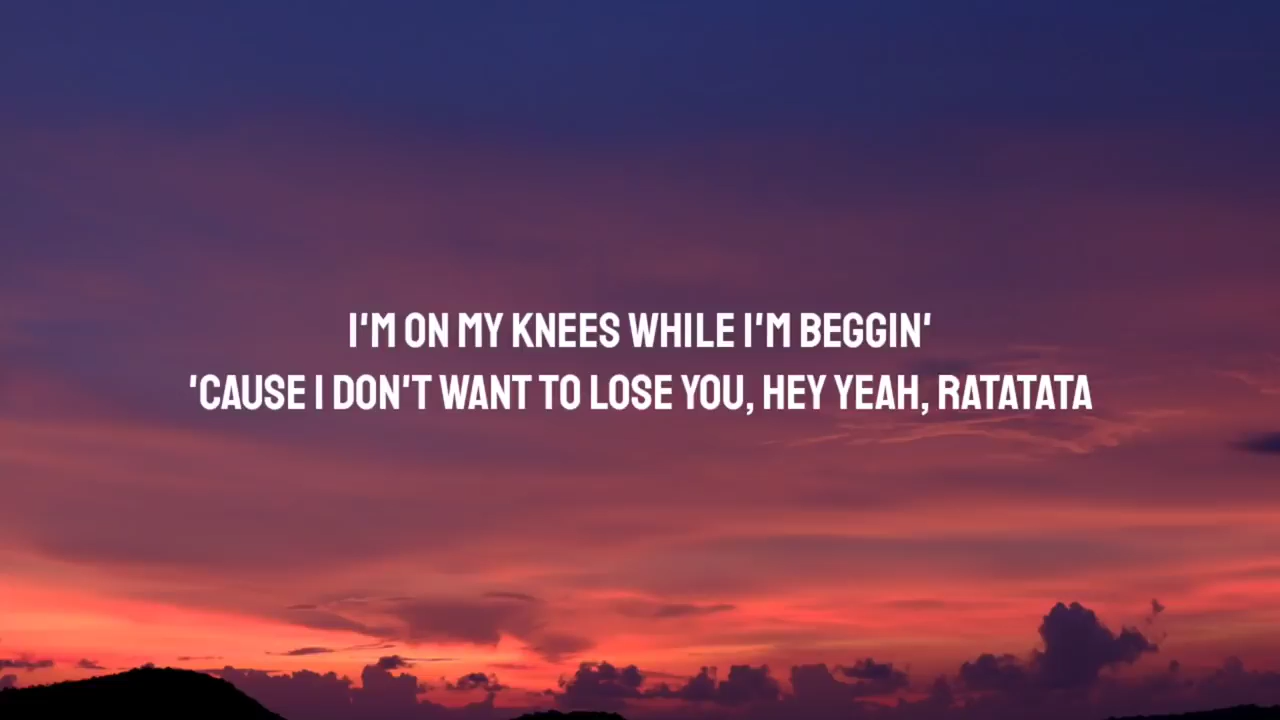 I'M ON MY KNEES WHILE I'M BEGGIN'
'CAUSE I DON'T WANT TO LOSE YOU, HEY YEAH, RATATATA